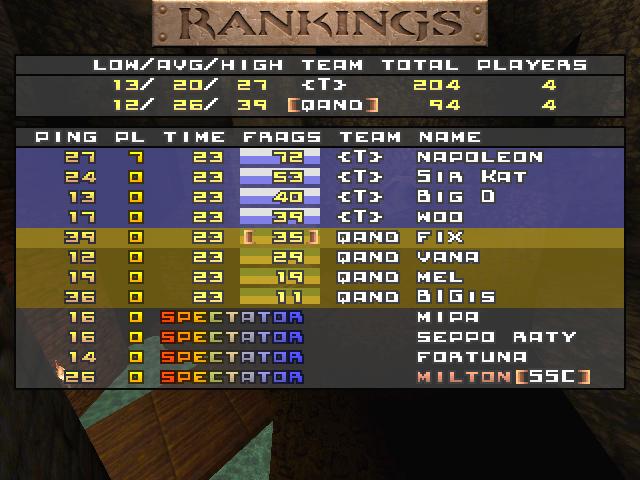 RANKINGS
LOW/AVG/HIGH TEAM TOTAL PLAYERS
13/ 20/ 27 {T} 204 4
12/ 26/ 39 [QAND] 94 4
PING PL TIME FRAGS TEAM NAME
27 7 23 72 {T} NAPOLEON
24 0 23 53 {T} SIR KAT
13 0 23 40 {T} BIG D
17 0 23 39 {T} WOO
39 0 23 [ 35 ] QAND FIX
12 0 23 29 QAND VANA
19 0 23 19 QAND MEL
36 0 23 11 QAND BIGIS
16 0 SPECTATOR MIPA
16 0 SPECTATOR SEPPO RATY
14 0 SPECTATOR FORTUNA
26 0 SPECTATOR MILTON[SSC]